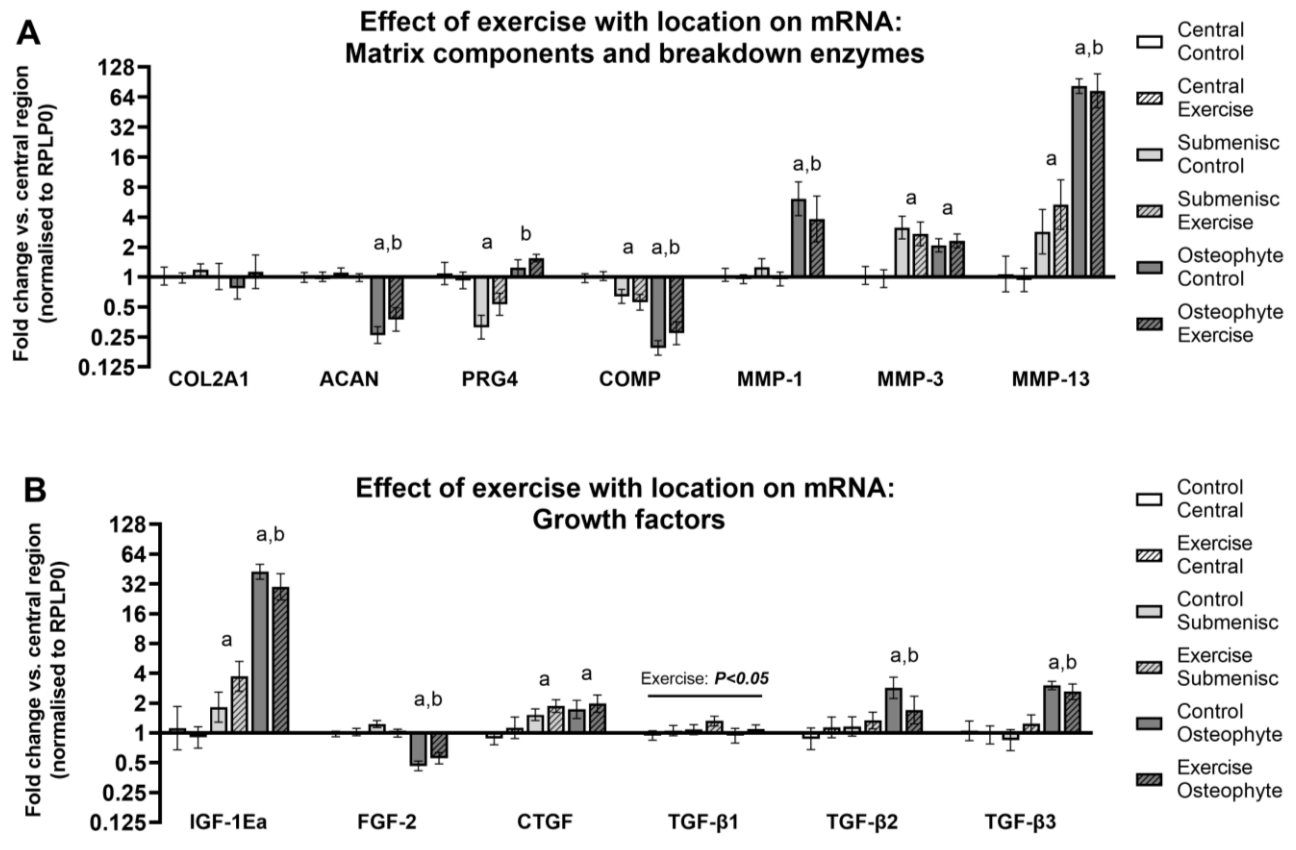 A
Effect of exercise with location on mRNA:
Matrix components and breakdown enzymes
Fold change vs. central region
(normalised to RPLP0)
128
64
32
16
8
4
2
1
0.5
0.25
0.125
a,b
a
b
a
a,b
a,b
a
a
a
a,b
COL2A1
ACAN
PRG4
COMP
MMP-1
MMP-3
MMP-13
Central
Control
Central
Exercise
Submenisc
Control
Submenisc
Exercise
Osteophyte
Control
Osteophyte
Exercise
B
Effect of exercise with location on mRNA:
Growth factors
Fold change vs. central region
(normalised to RPLP0)
128
64
32
16
8
4
2
1
0.5
0.25
0.125
a
a,b
a,b
a
a
Exercise: P<0.05
a,b
a,b
IGF-1Ea
FGF-2
CTGF
TGF-β1
TGF-β2
TGF-β3
Control
Central
Exercise
Central
Control
Submenisc
Exercise
Submenisc
Control
Osteophyte
Exercise
Osteophyte